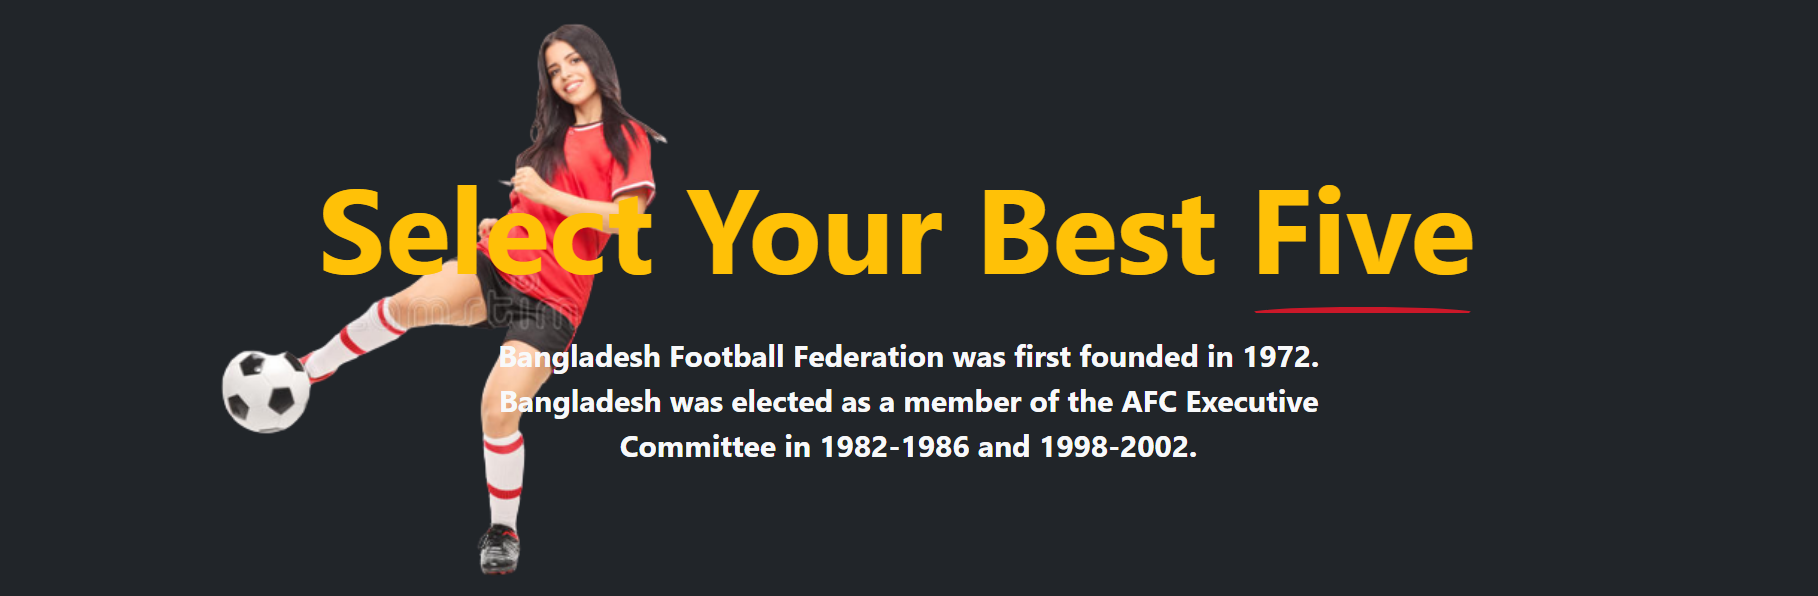 Select Your Best Five
Bangladesh Football Federation was first founded in 1972.
Bangladesh was elected as a member of the AFC Executive
Committee in 1982-1986 and 1998-2002.